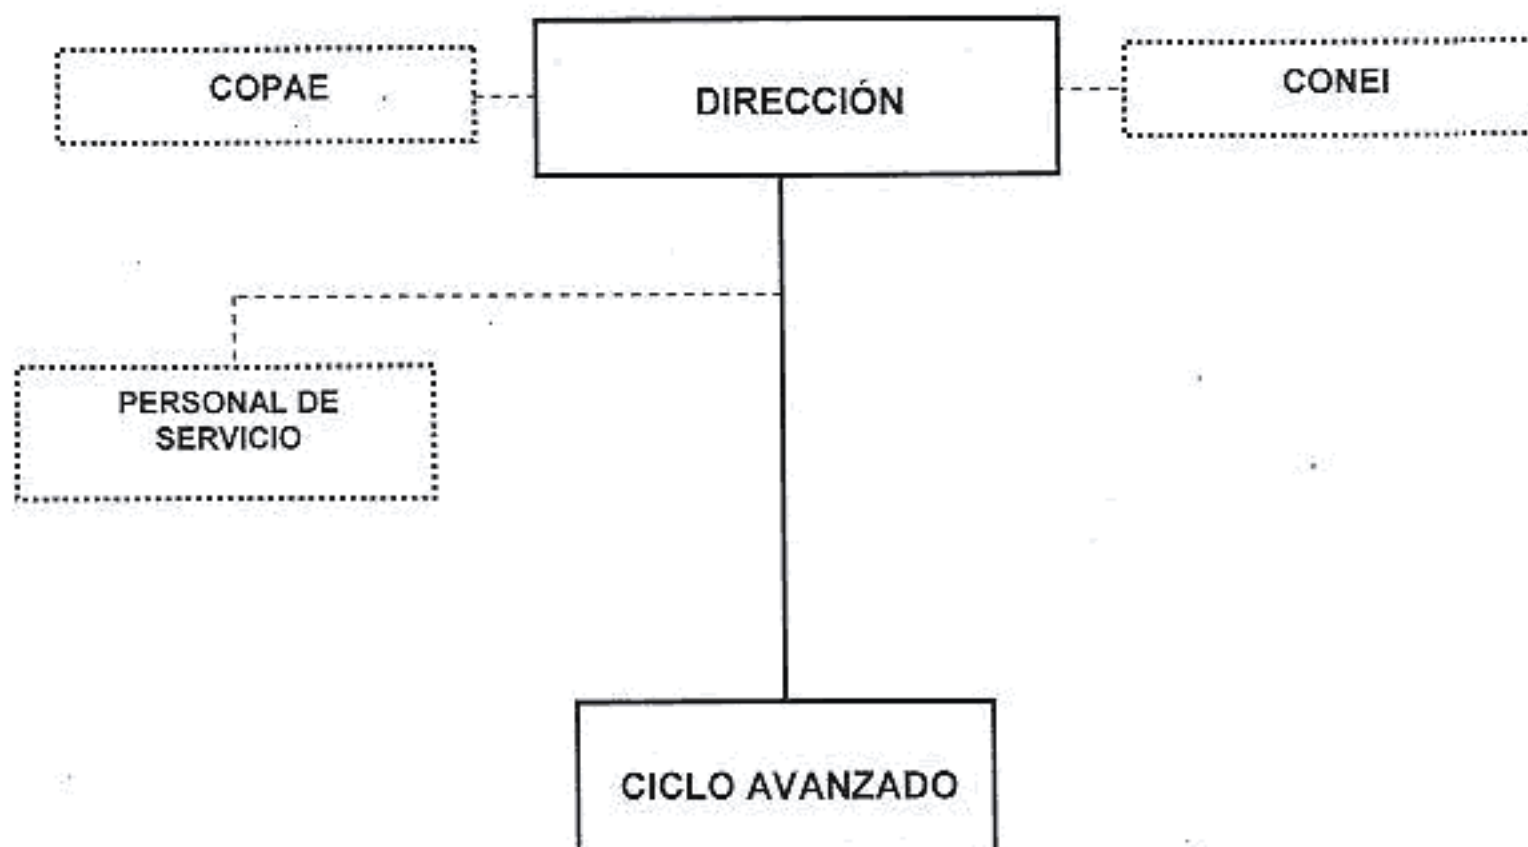 COPAE
DIRECCIÓN
CONEI
PERSONAL DE
SERVICIO
CICLO AVANZADO